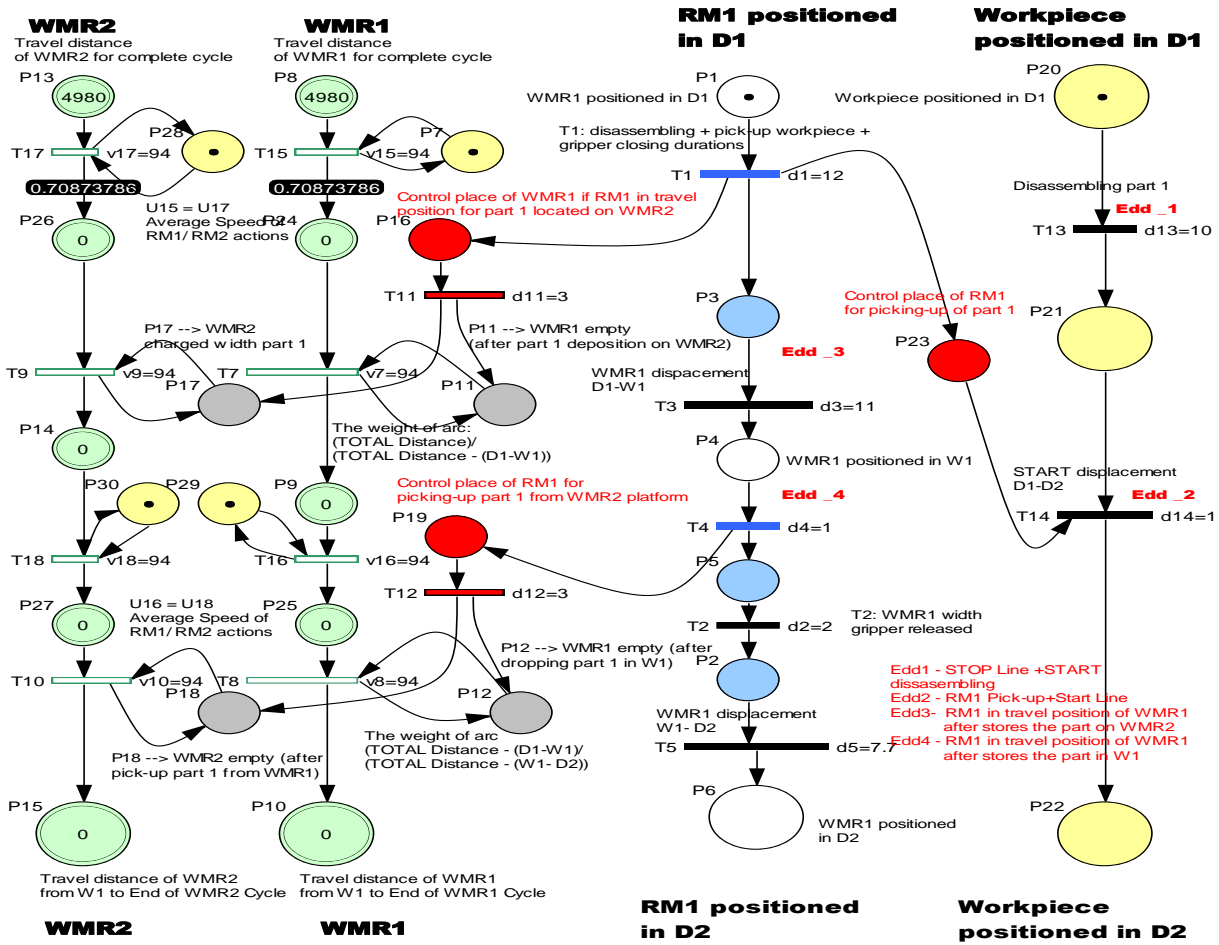 WMR2
Travel distance
of WMR2 for complete cycle
P13
4980
P28
T17
v17=94
0.70873786
P26
0
U15 = U17
Average Speed of
RM1/ RM2 actions
P17 --> WMR2
charged width part 1
T9
v9=94
P17
P14
0
P30
T18
v18=94
P27
0
U16 = U18
Average Speed of
RM1/ RM2 actions
T10
v10=94
P18
P18 --> WMR2 empty (after
pick-up part 1 from WMR1)
P15
0
Travel distance of WMR2
from W1 to End of WMR2 Cycle
WMR2
WMR1
Travel distance
of WMR1 for complete cycle
P8
4980
P7
T15
v15=94
0.70873786
P24
0
Control place of WMR1 if RM1 in travel
position for part 1 located on WMR2
P16
T11
d11=3
P11 --> WMR1 empty
(after part 1 deposition on WMR2)
T7
v7=94
P11
The weight of arc:
(TOTAL Distance)/
(TOTAL Distance - (D1-W1))
P29
P9
0
Control place of RM1 for
picking-up part 1 from WMR2 platform
P19
T16
v16=94
T12
d12=3
P25
0
P12 --> WMR1 empty (after
dropping part 1 in W1)
T8
v8=94
P12
The weight of arc
(TOTAL Distance - (D1-W1)/
(TOTAL Distance - (W1- D2))
P10
0
Travel distance of WMR1
from W1 to End of WMR1 Cycle
WMR1
RM1 positioned
in D1
P1
WMR1 positioned in D1
T1: disassembling + pick-up workpiece +
gripper closing durations
T1
d1=12
P3
Edd _3
WMR1 dispacement
D1-W1
T3
d3=11
P4
WMR1 positioned in W1
Edd _4
T4
d4=1
P5
T2: WMR1 width
gripper released
T2
d2=2
P2
WMR1 displacement
W1- D2
T5
d5=7.7
P6
WMR1 positioned
in D2
RM1 positioned
in D2
Workpiece
positioned in D1
P20
Workpiece positioned in D1
Disassembling part 1
Edd _1
T13
d13=10
Control place of RM1
for picking-up of part 1
P21
P23
START displacement
D1-D2
Edd _2
T14
d14=1
Edd1 - STOP Line +START
dissasembling
Edd2 - RM1 Pick-up+Start Line
Edd3- RM1 in travel position of WMR1
after stores the part on WMR2
Edd4 - RM1 in travel position of WMR1
after stores the part in W1
P22
Workpiece
positioned in D2